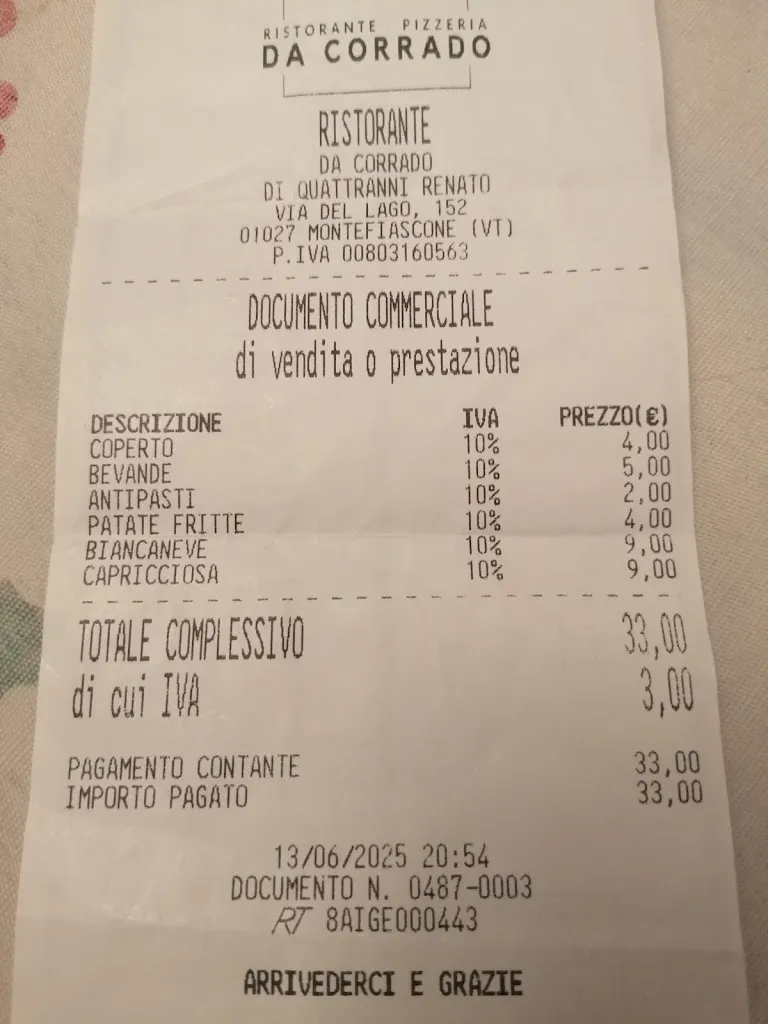 RISTORANTE PIZZERIA
DA CORRADO
RISTORANTE
DA CORRADO
DI QUATTRANNI RENATO
VIA DEL LAGO, 152
01027 MONTEFIASCONE (VT)
P.IVA 00803160563
DOCUMENTO COMMERCIALE
di vendita o prestazione
DESCRIZIONE IVA PREZZO(€)
COPERTO 10% 4,00
BEVANDE 10% 5,00
ANTIPASTI 10% 2,00
PATATE FRITTE 10% 4,00
BIANCANEVE 10% 9,00
CAPRICCIOSA 10% 9,00
TOTALE COMPLESSIVO 33,00
di cui IVA 3,00
PAGAMENTO CONTANTE 33,00
IMPORTO PAGATO 33,00
13/06/2025 20:54
DOCUMENTO N. 0487-0003
RT 8AIGE000443
ARRIVEDERCI E GRAZIE